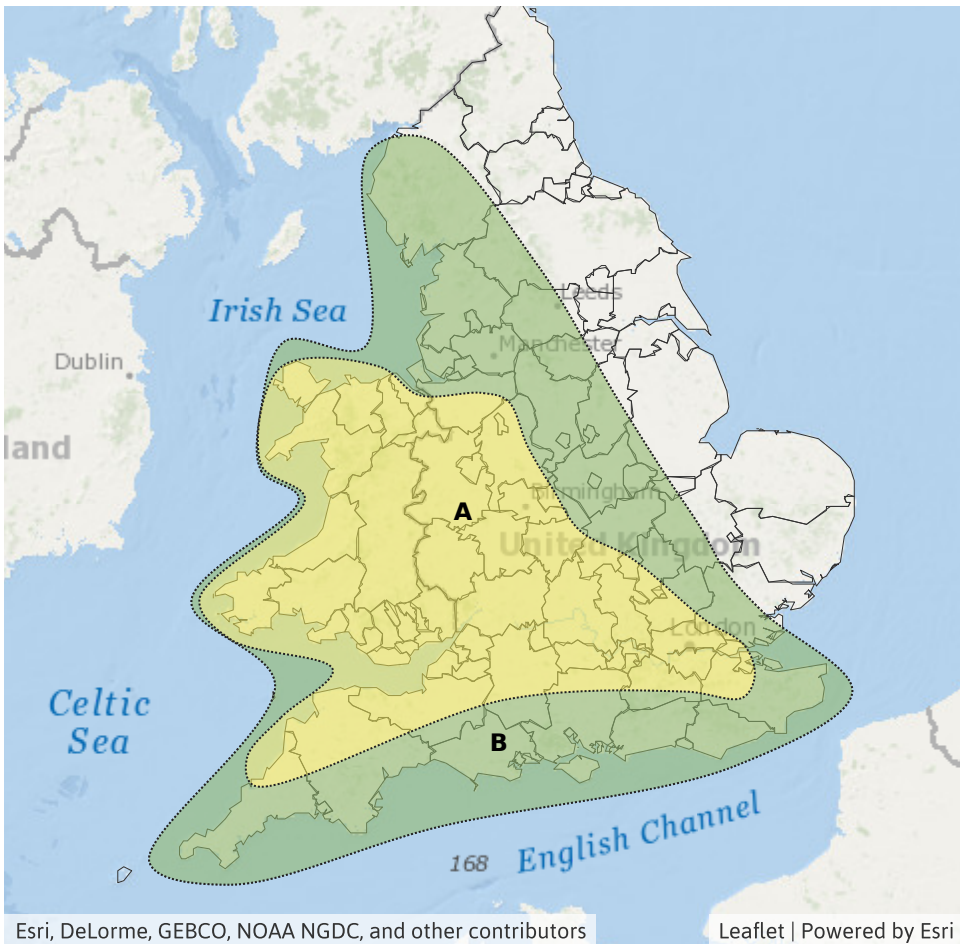 Leeds
Irish Sea
Manchester
Dublin
land
Birmingham
A
United Kingdom
London
Celtic
Sea
B
English Channel
168
Esri, DeLorme, GEBCO, NOAA NGDC, and other contributors
Leaflet | Powered by Esri